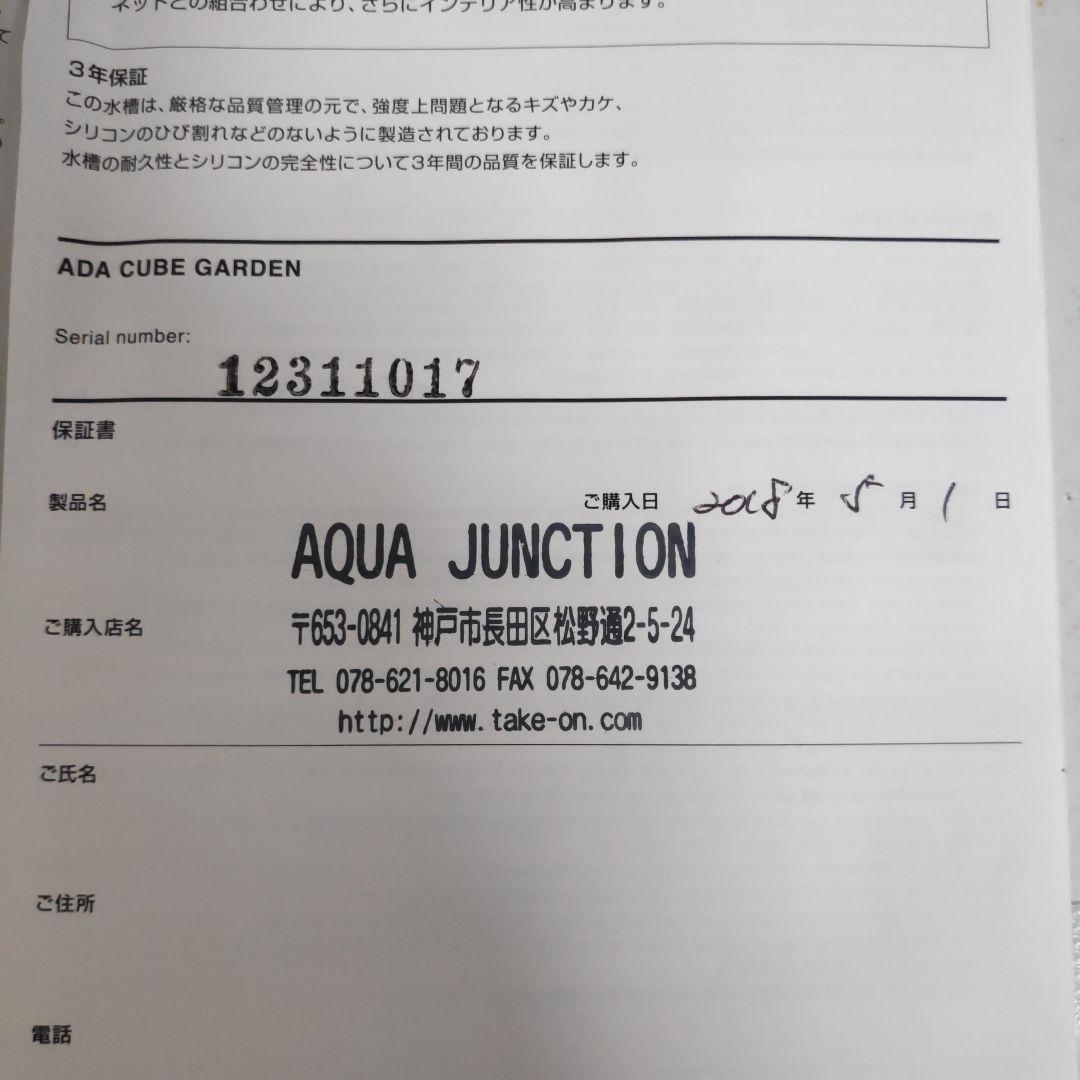 ネットとの組合わせにより、さらにインテリア性が高まります。
3年保証
この水槽は、厳格な品質管理の元で、強度上問題となるキズやカケ、
シリコンのひび割れなどのないように製造されております。
水槽の耐久性とシリコンの完全性について3年間の品質を保証します。
ADA CUBE GARDEN
Serial number:
12311017
保証書
製品名
ご購入日 2018年 5月 1日
AQUA JUNCTION
ご購入店名
〒653-0841 神戸市長田区松野通2-5-24
TEL 078-621-8016 FAX 078-642-9138
http://www.take-on.com
ご氏名
ご住所
電話